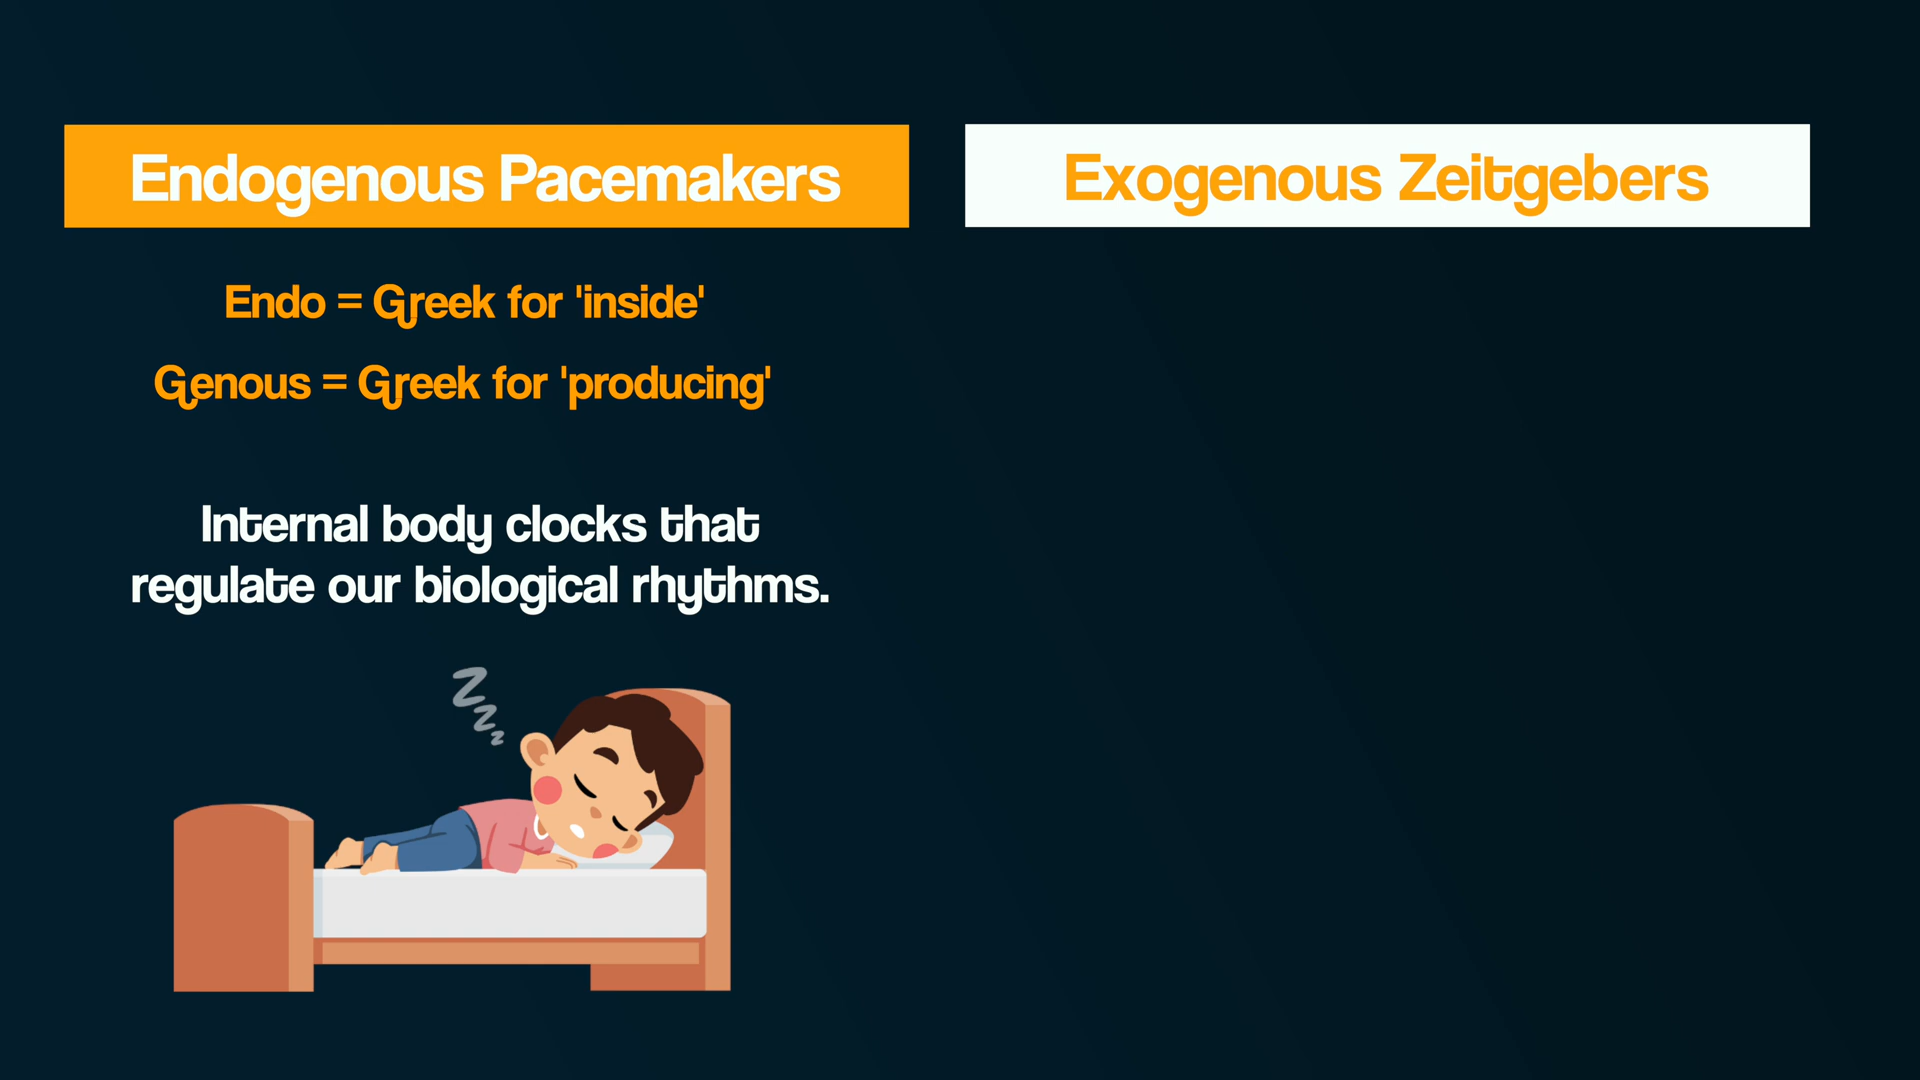 Endogenous Pacemakers
Exogenous Zeitgebers
Endo = Greek for 'inside'
Genous = Greek for 'producing'
Internal body clocks that
regulate our biological rhythms.
Z
Z
Z